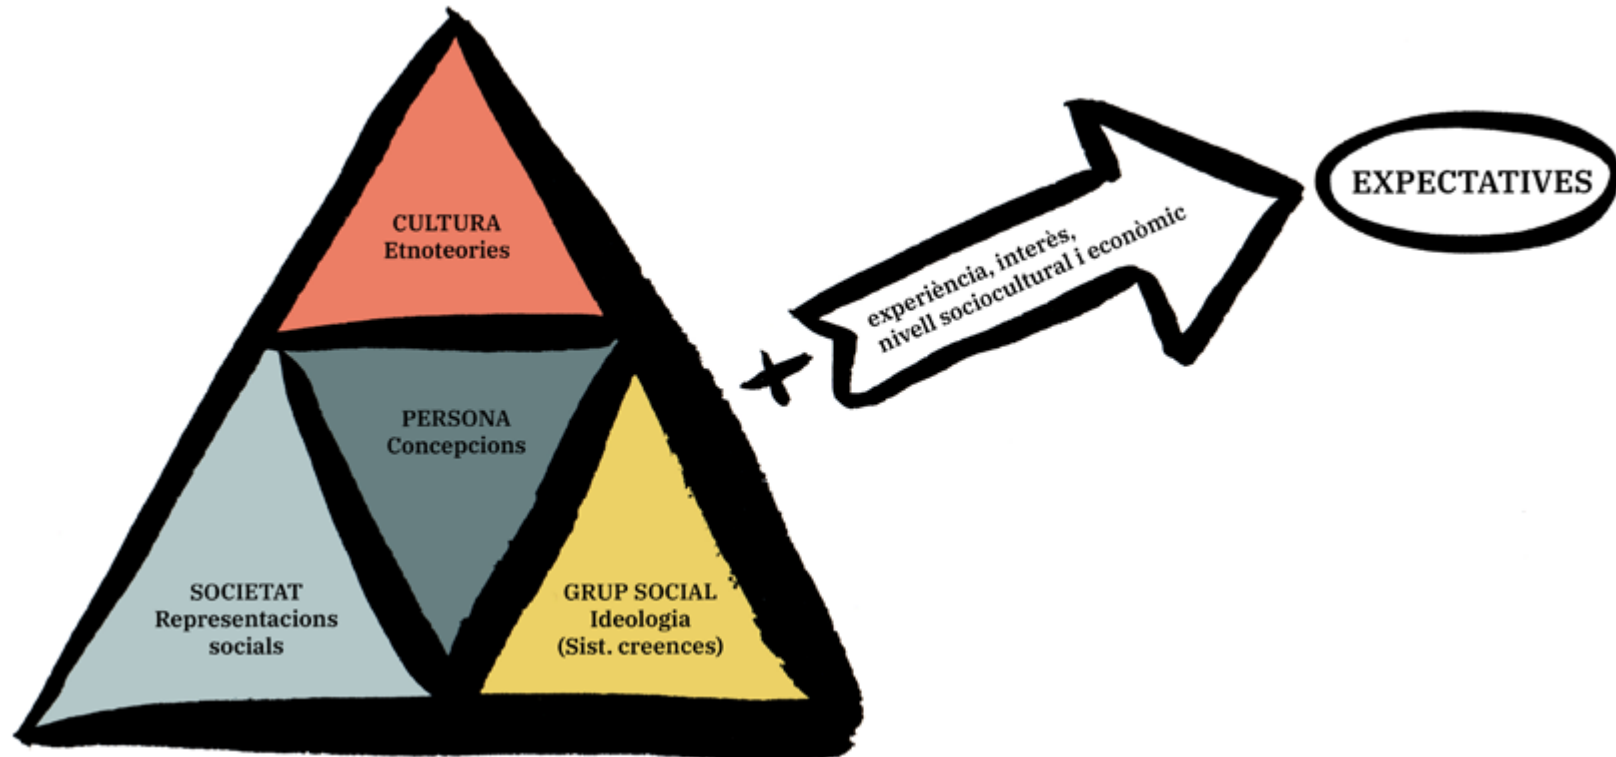 CULTURA
Etnoteories
PERSONA
Concepcions
SOCIETAT
Representacions
socials
GRUP SOCIAL
Ideologia
(Sist. creences)
experiència, interès,
nivell sociocultural i econòmic
EXPECTATIVES